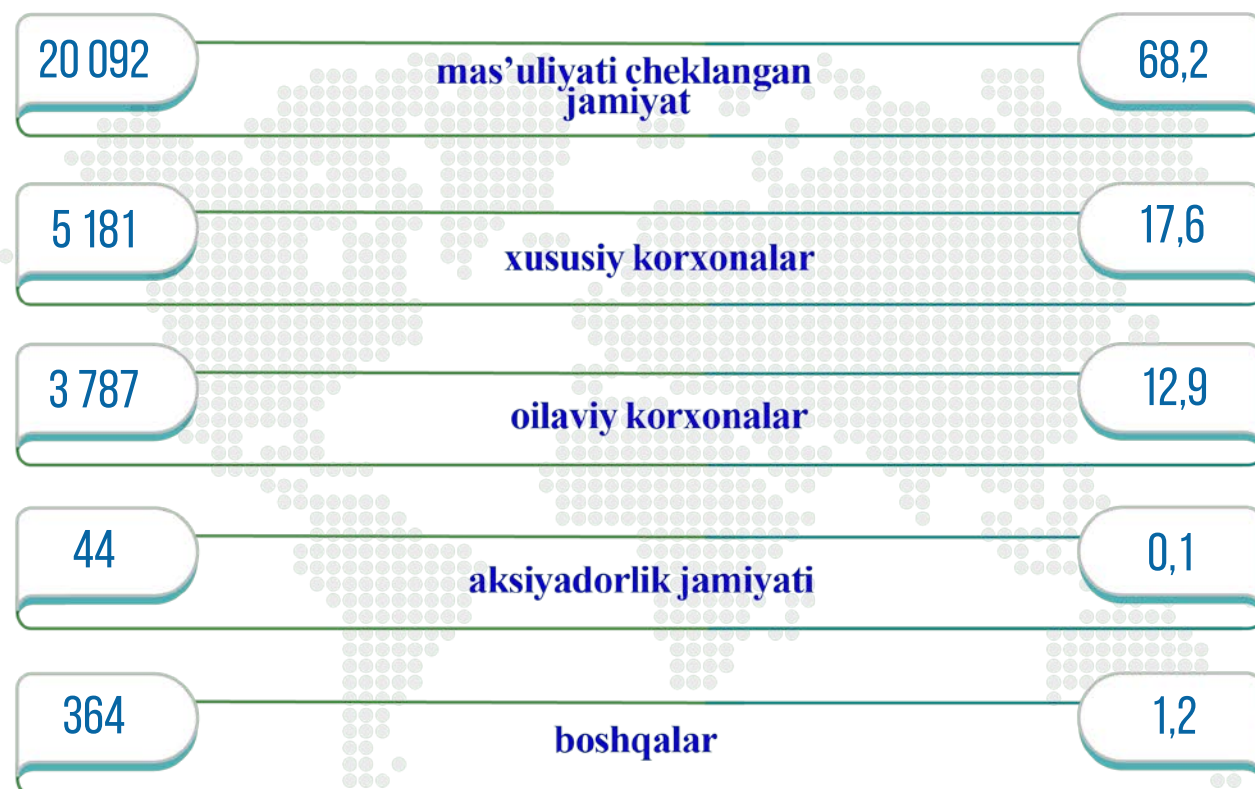 20 092
mas’uliyati cheklangan
jamiyat
68,2
5 181
xususiy korxonalar
17,6
3 787
oilaviy korxonalar
12,9
44
aksiyadorlik jamiyati
0,1
364
boshqalar
1,2